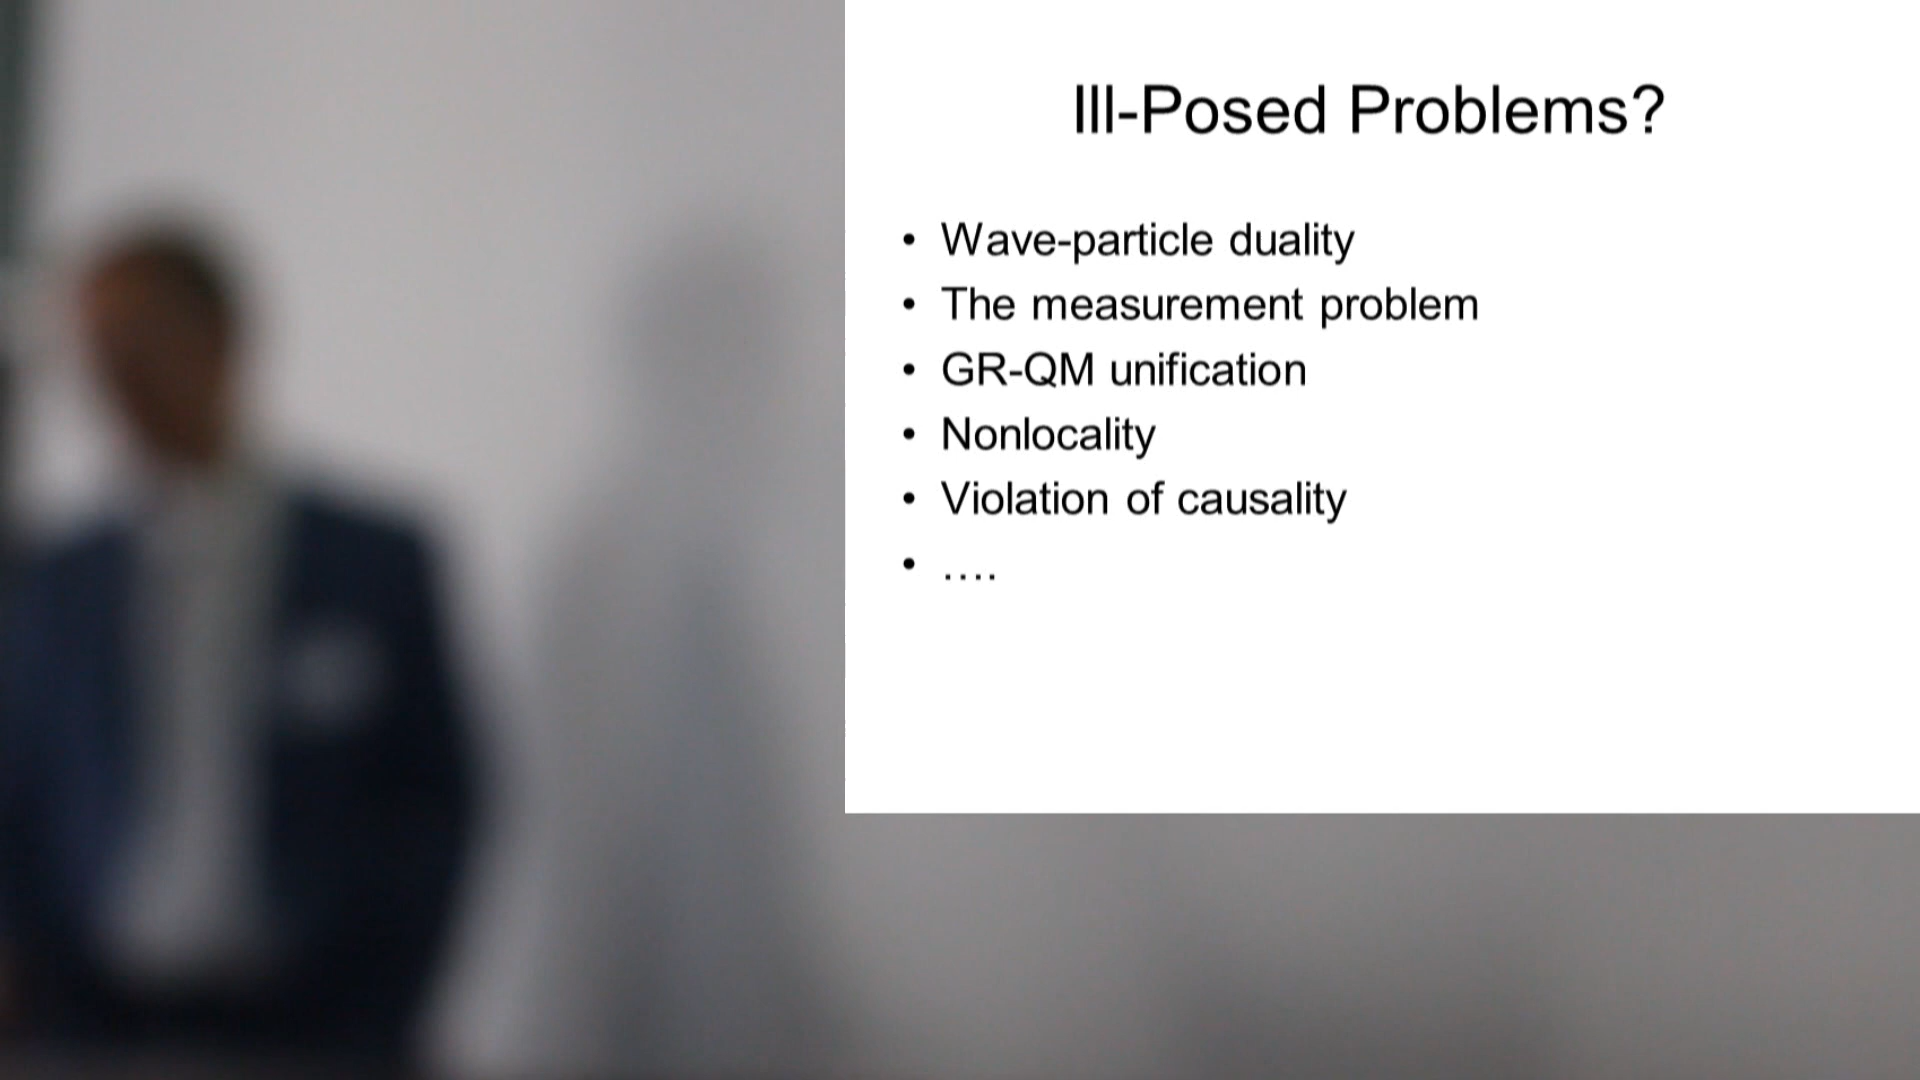 Ill-Posed Problems?
• Wave-particle duality
• The measurement problem
• GR-QM unification
• Nonlocality
• Violation of causality
• ....